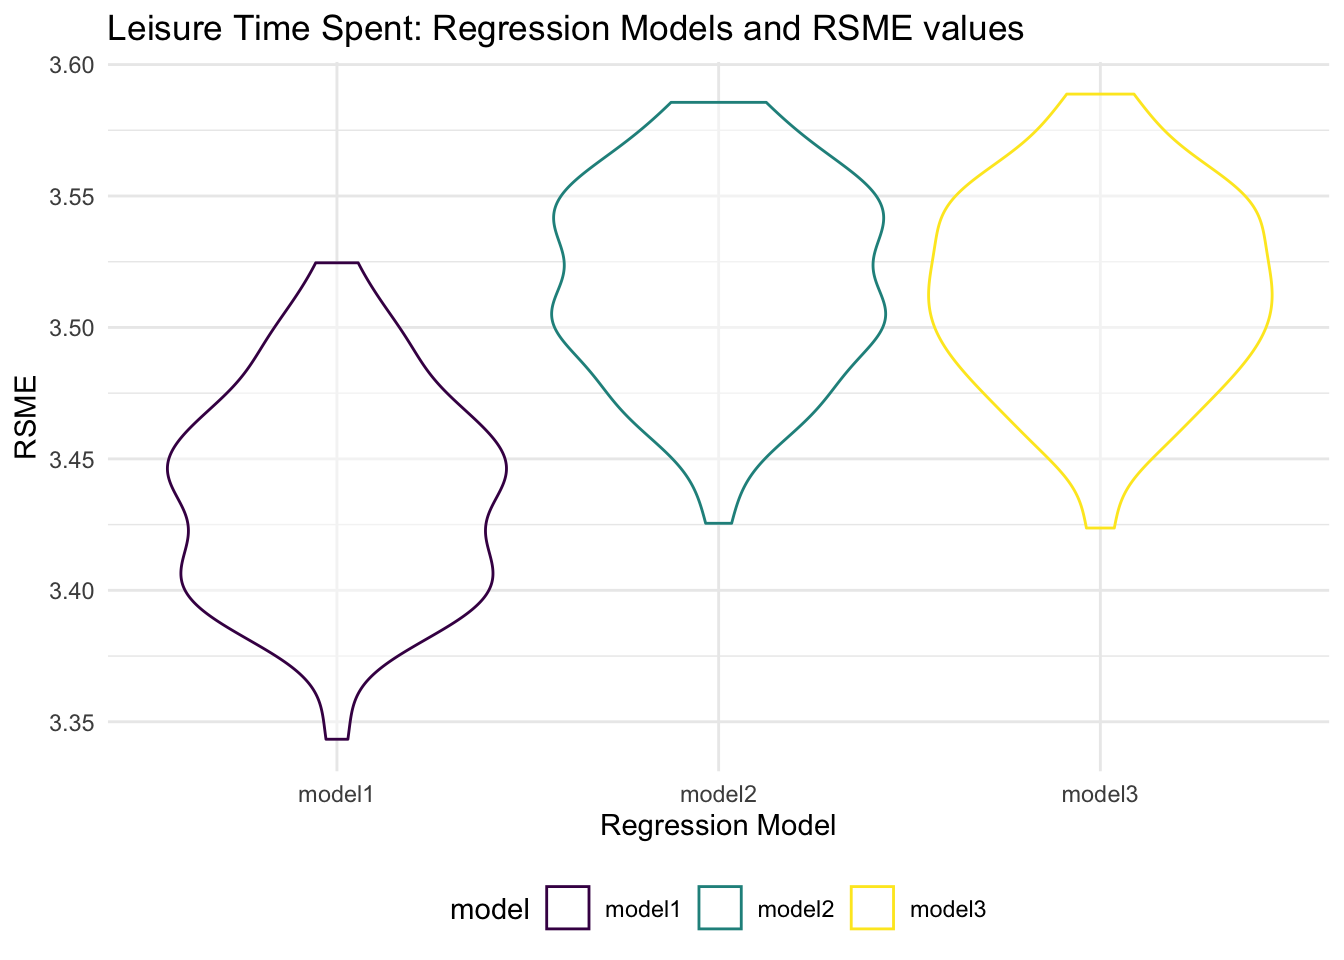 Leisure Time Spent: Regression Models and RSME values
3.60
3.55
3.50
3.45
3.40
3.35
RSME
model1 model2 model3
Regression Model
model model1 model2 model3